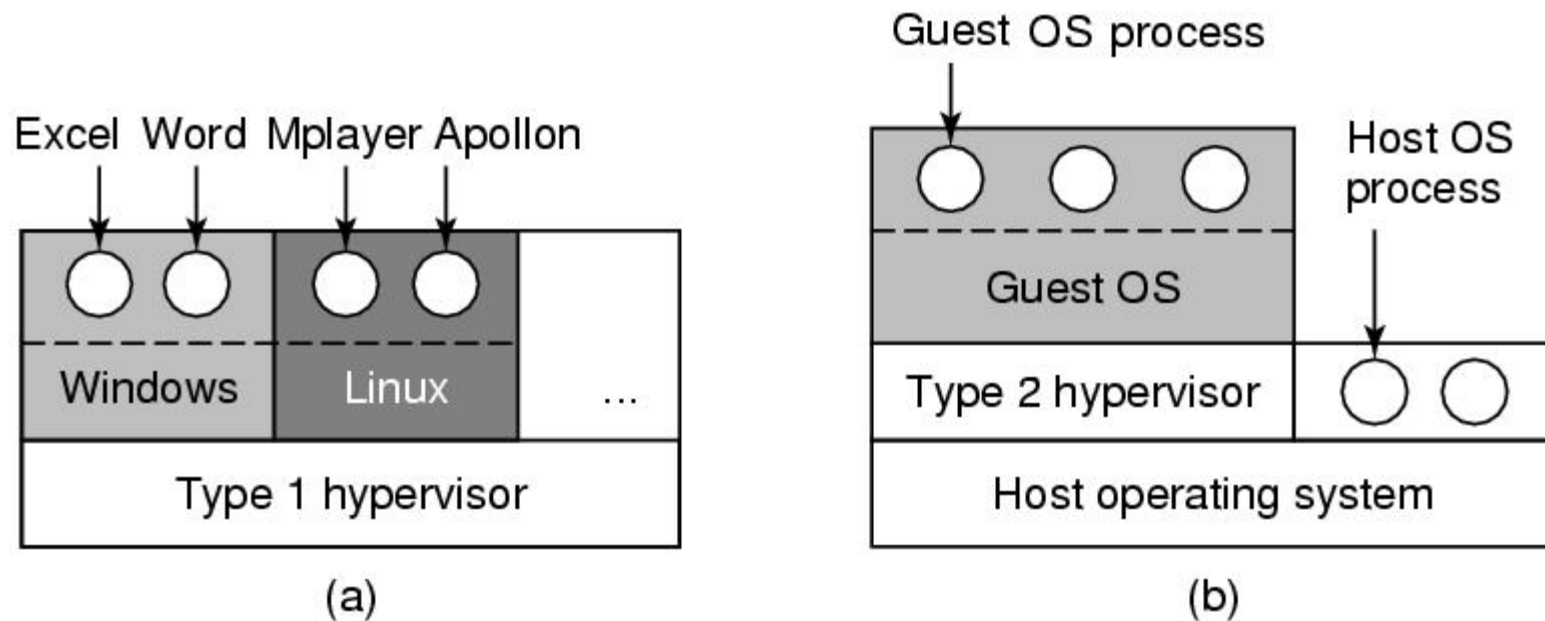 Excel Word Mplayer Apollon
Windows
Linux
...
Type 1 hypervisor
(a)
Guest OS process
Host OS
process
Guest OS
Type 2 hypervisor
Host operating system
(b)